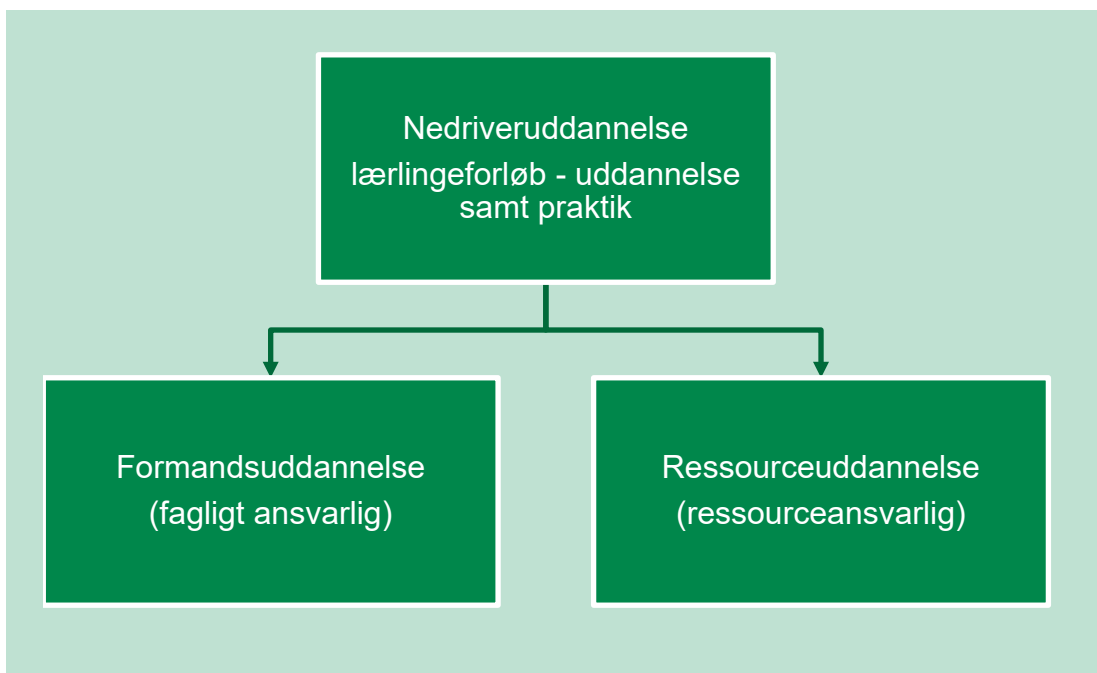 Nedriveruddannelse
lærlingeforløb - uddannelse
samt praktik
Formandsuddannelse
(fagligt ansvarlig)
Ressourceuddannelse
(ressourceansvarlig)